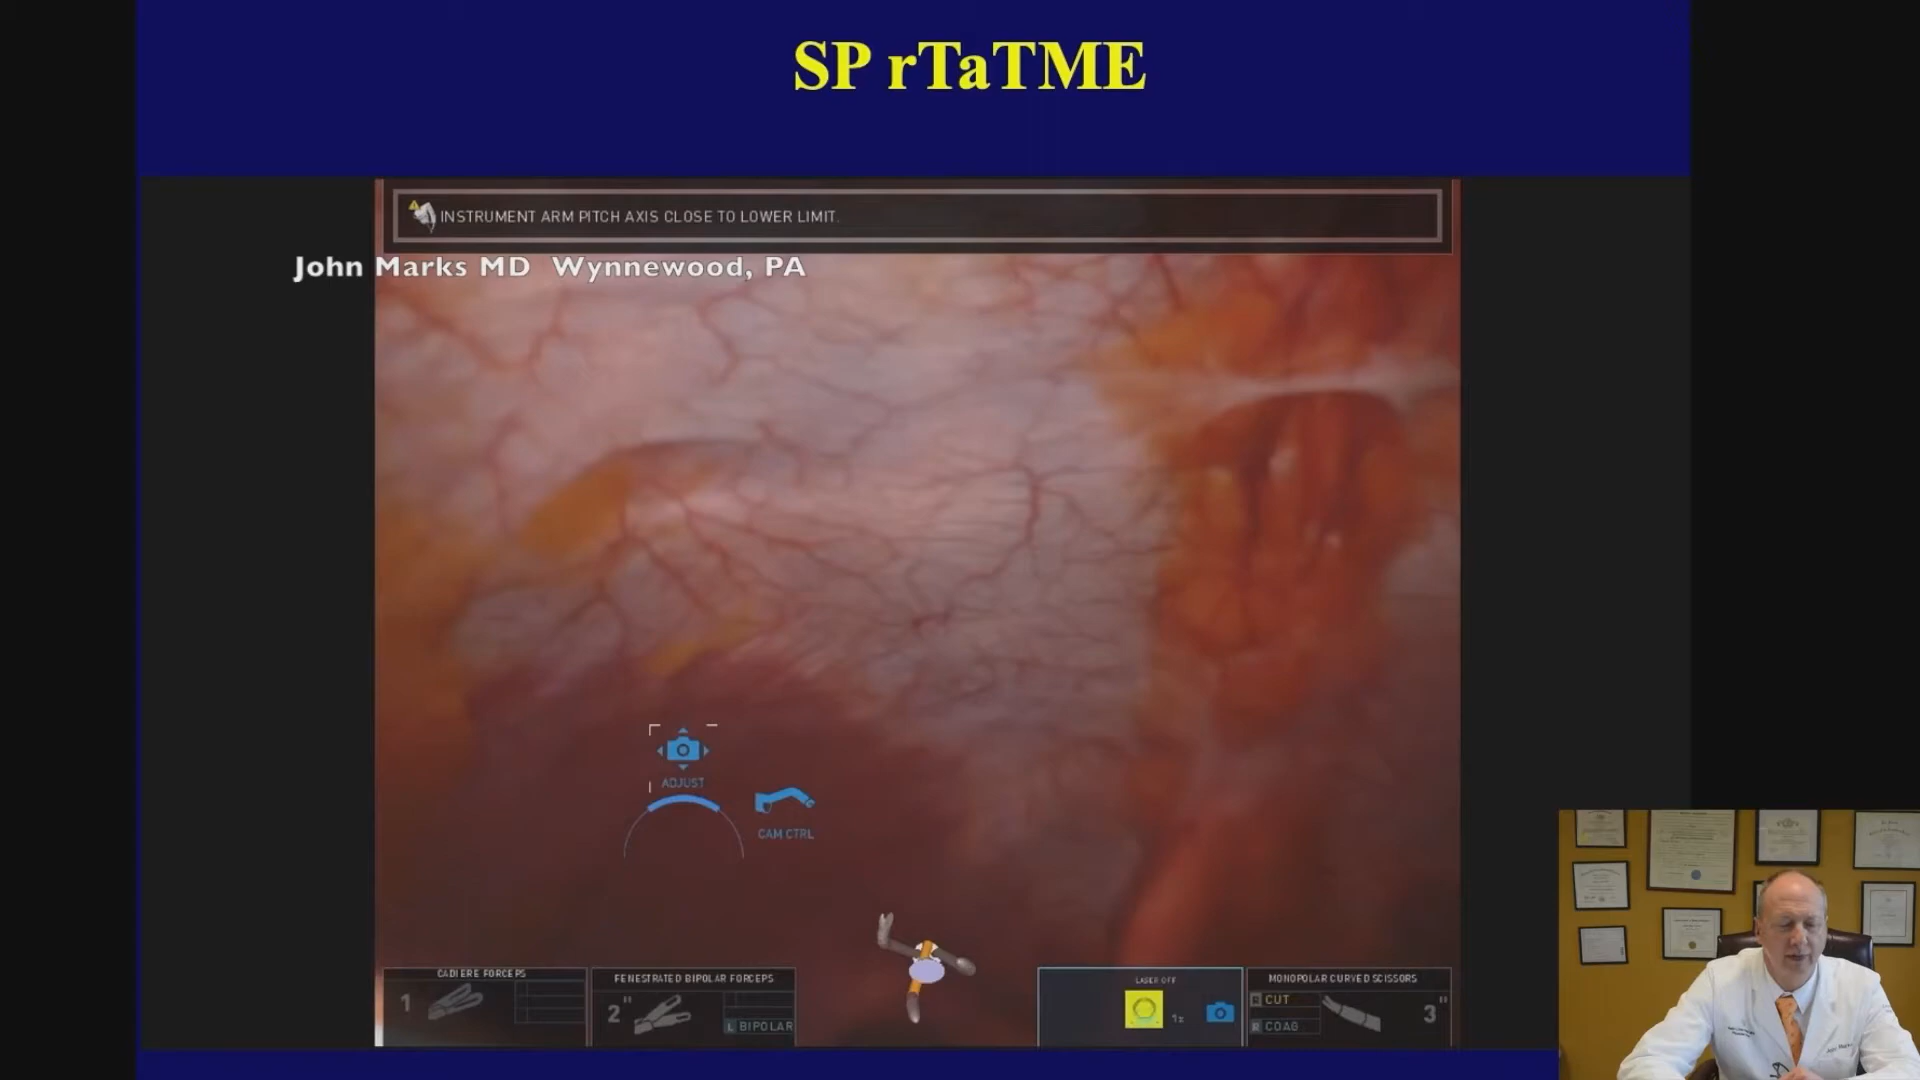 SP rTaTME
INSTRUMENT ARM PITCH AXIS CLOSE TO LOWER LIMIT.
John Marks MD Wynnewood, PA
ADJUST
CAM CTRL
CADIERE FORCEPS
1
FENESTRATED BIPOLAR FORCEPS
2"
L BIPOLAR
LASER OFF
1x
MONOPOLAR CURVED SCISSORS
R CUT
R COAG
3"